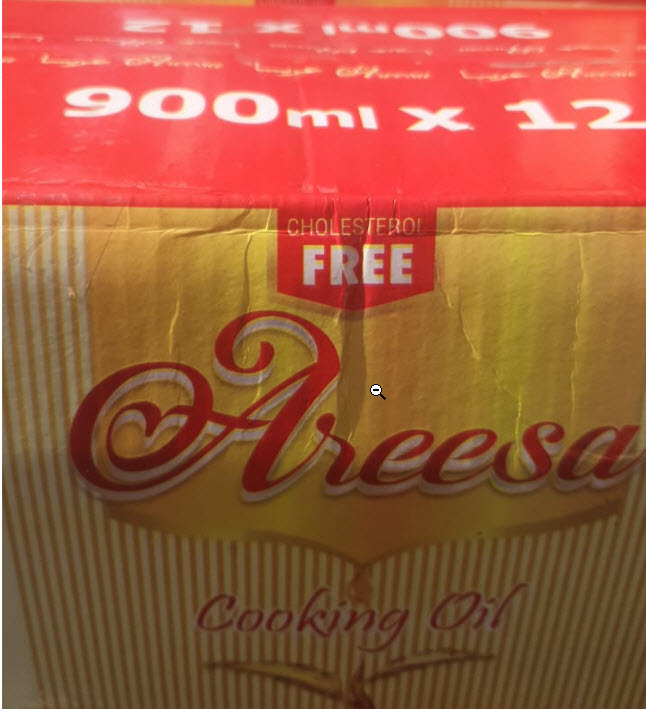 900ml x 12
900ml x 12
CHOLESTEROL
FREE
Areesa
Cooking Oil